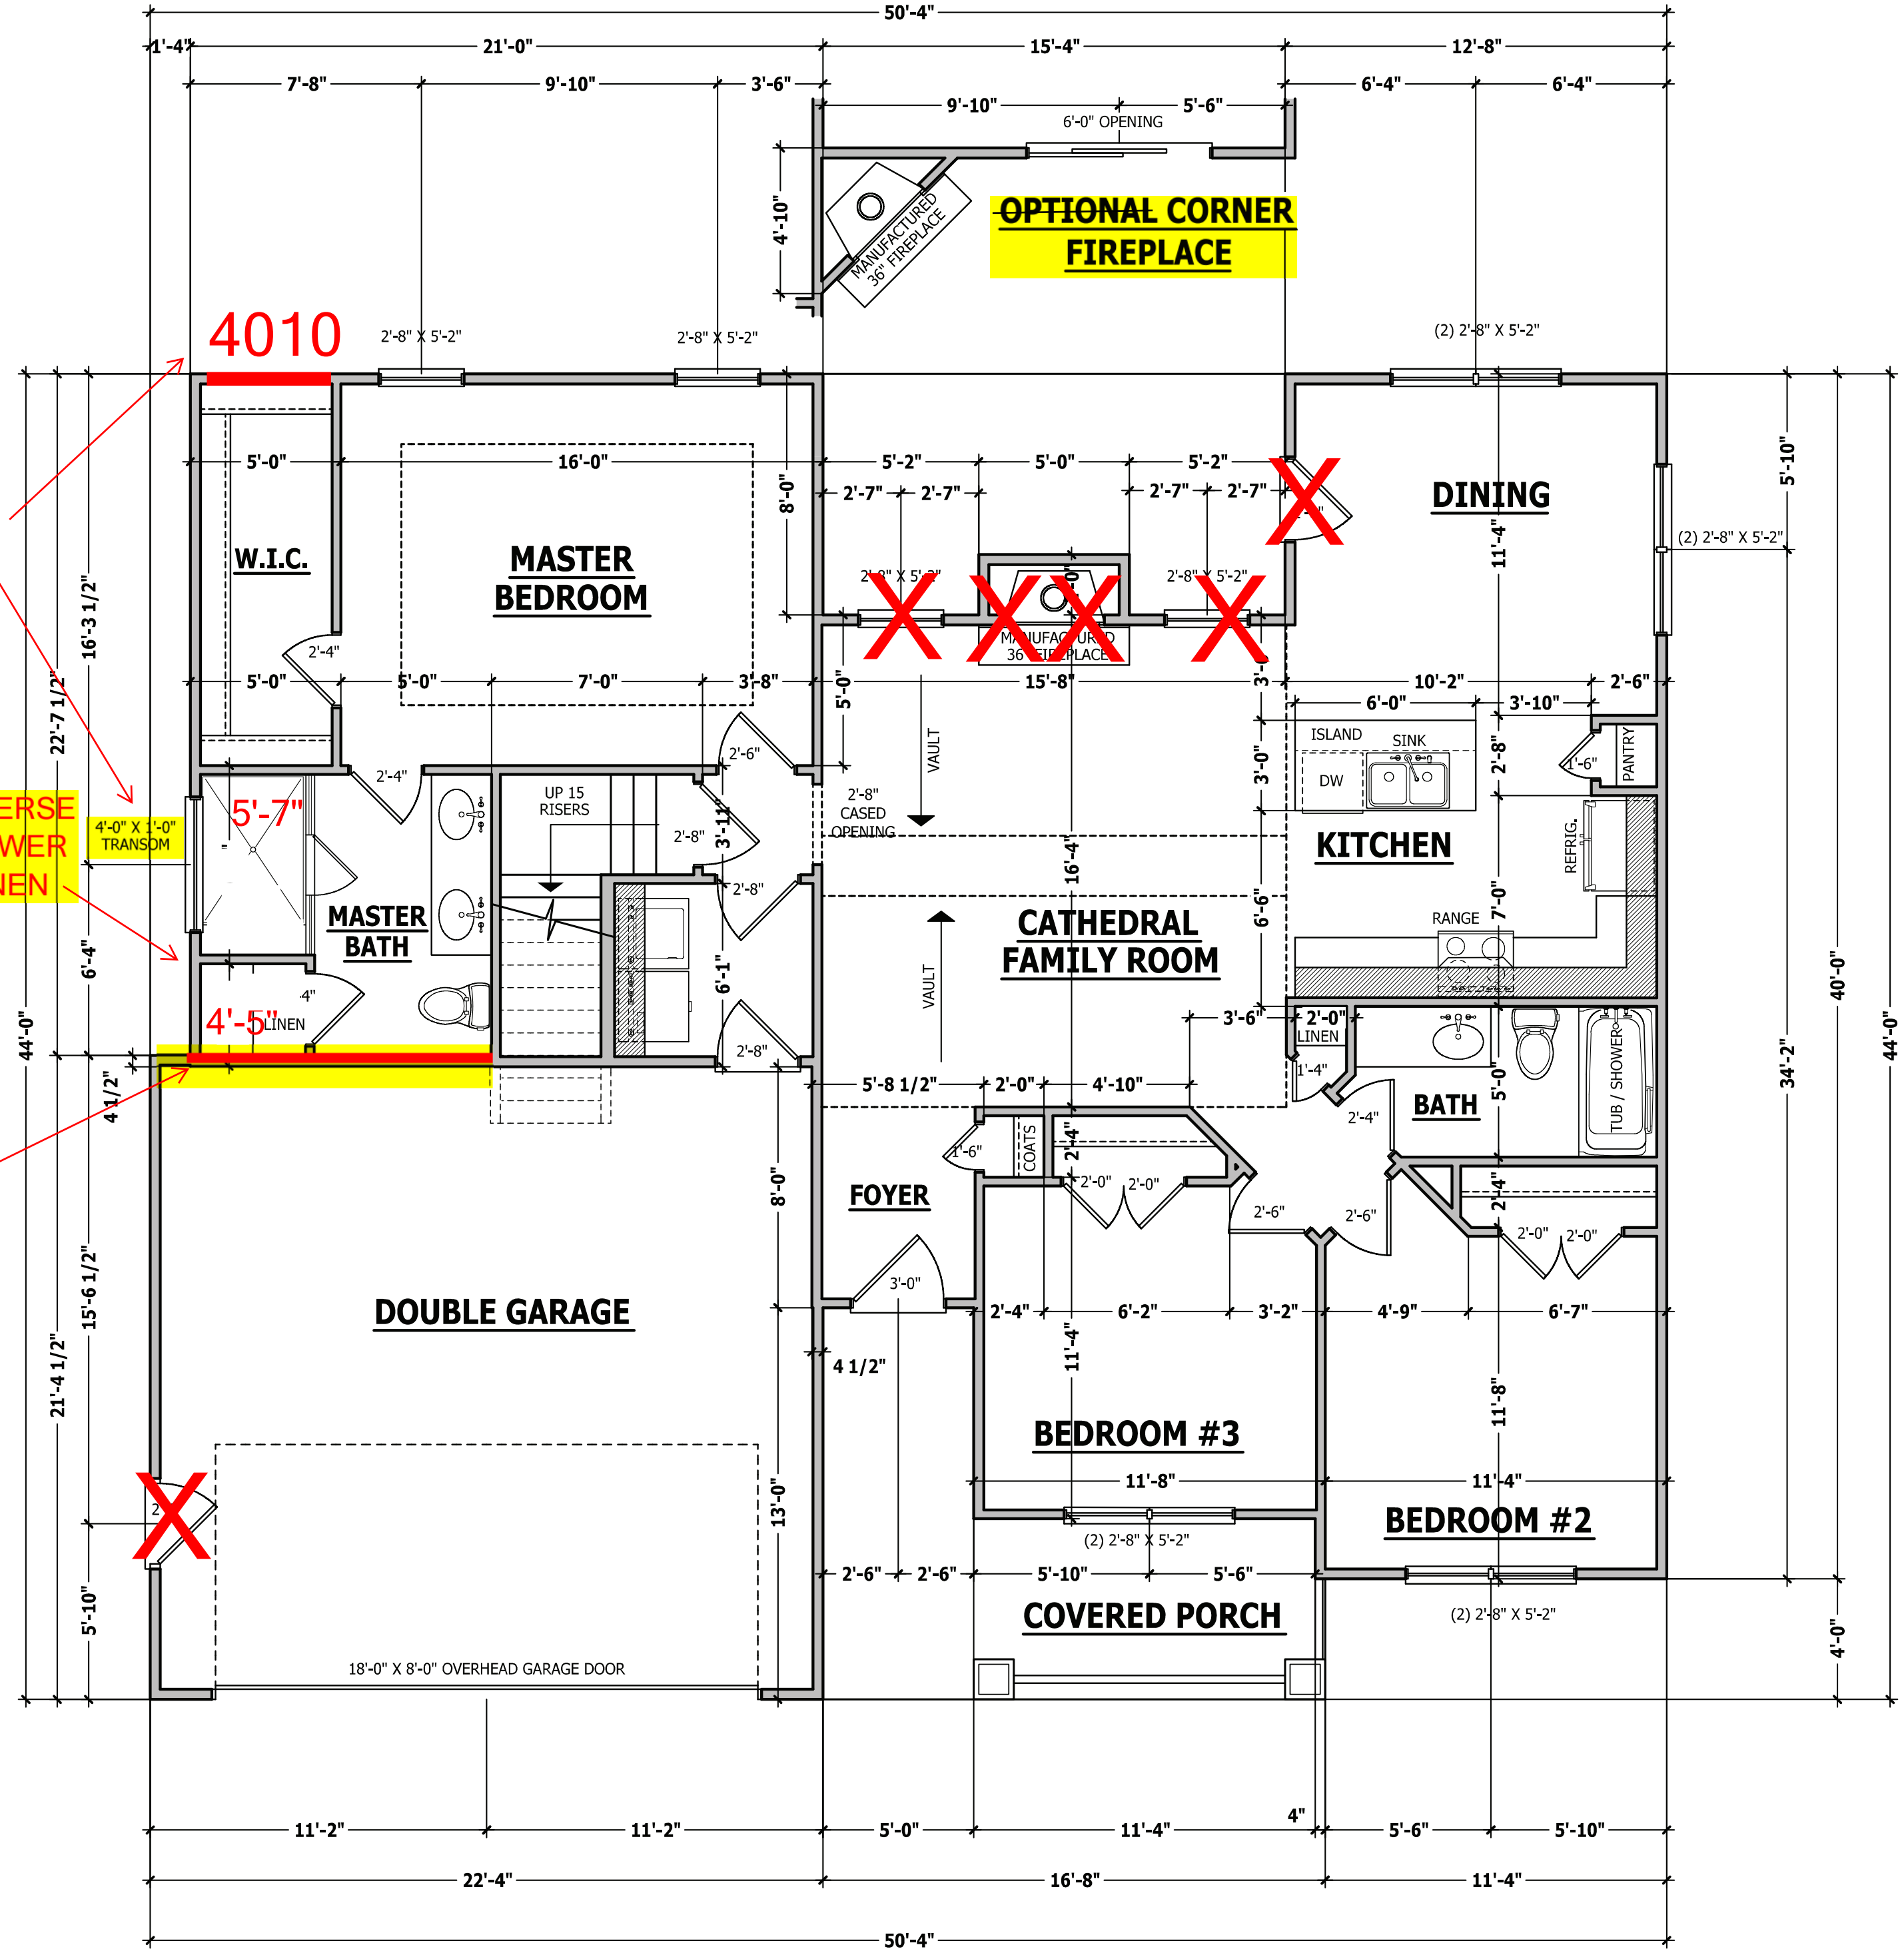 50'-4"
1'-4" 21'-0" 15'-4" 12'-8"
7'-8" 9'-10" 3'-6" 6'-4" 6'-4"
9'-10" 5'-6"
6'-0" OPENING
4'-10"
MANUFACTURED
36" FIREPLACE
OPTIONAL CORNER
FIREPLACE
4010
2'-8" X 5'-2" 2'-8" X 5'-2" (2) 2'-8" X 5'-2"
5'-0" 16'-0" 5'-2" 5'-0" 5'-2"
8'-0" 2'-7" 2'-7" 2'-7" 2'-7"
5'-10"
DINING
11'-4"
(2) 2'-8" X 5'-2"
W.I.C.
MASTER
BEDROOM
2'-8" X 5'-2" 2'-8" X 5'-2"
X X X X X
MANUFACTURED
36" FIREPLACE
16'-3 1/2"
22'-7 1/2"
2'-4"
5'-0" 5'-0" 7'-0" 3'-8" 15'-8" 10'-2" 2'-6"
5'-0"
6'-0" 3'-10"
ISLAND SINK
DW
3'-0"
2'-8"
1'-6"
PANTRY
VAULT
2'-6"
2'-4"
UP 15
RISERS
2'-8"
3'-11"
2'-8"
CASED
OPENING
5'-7"
4'-0" X 1'-0"
TRANSOM
ERSE
WER
NEN
KITCHEN
REFRIG.
16'-4"
2'-8"
MASTER
BATH
CATHEDRAL
FAMILY ROOM
6'-6"
7'-0"
RANGE
6'-4"
6'-1"
VAULT
40'-0"
44'-0"
44'-0"
4'-5"
LINEN
2'-8"
3'-6" 2'-0"
LINEN
1'-4"
34'-2"
4 1/2"
5'-8 1/2" 2'-0" 4'-10"
5'-0"
BATH
2'-4"
TUB / SHOWER
1'-6"
COATS
2'-4"
2'-0" 2'-0"
2'-6" 2'-6"
2'-4"
2'-0" 2'-0"
FOYER
8'-0"
3'-0"
15'-6 1/2"
21'-4 1/2"
DOUBLE GARAGE
2'-4" 6'-2" 3'-2" 4'-9" 6'-7"
4 1/2"
11'-4"
11'-8"
BEDROOM #3
11'-8" 11'-4"
BEDROOM #2
X
13'-0"
(2) 2'-8" X 5'-2"
5'-10"
2'-6" 2'-6" 5'-10" 5'-6"
COVERED PORCH
(2) 2'-8" X 5'-2"
4'-0"
18'-0" X 8'-0" OVERHEAD GARAGE DOOR
4"
11'-2" 11'-2" 5'-0" 11'-4" 5'-6" 5'-10"
22'-4" 16'-8" 11'-4"
50'-4"